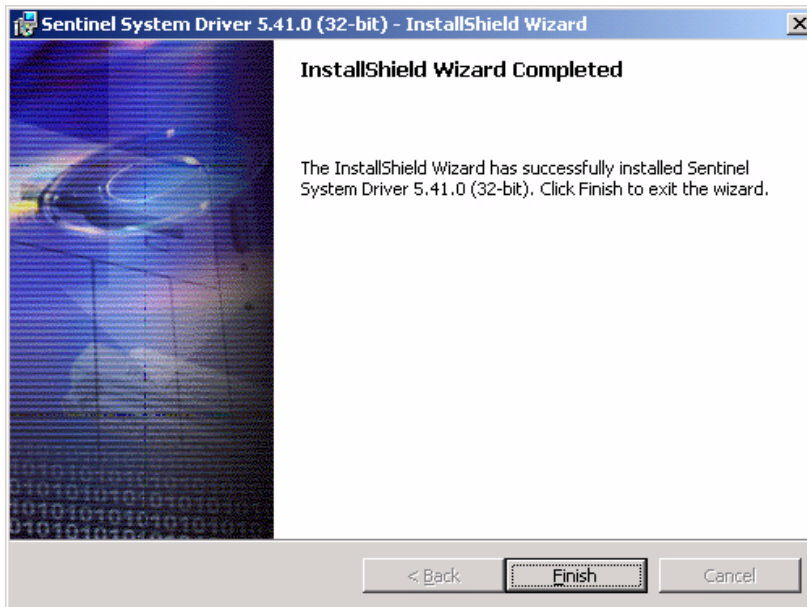 Sentinel System Driver 5.41.0 (32-bit) - InstallShield Wizard
InstallShield Wizard Completed
The InstallShield Wizard has successfully installed Sentinel
System Driver 5.41.0 (32-bit). Click Finish to exit the wizard.
< Back
Finish
Cancel